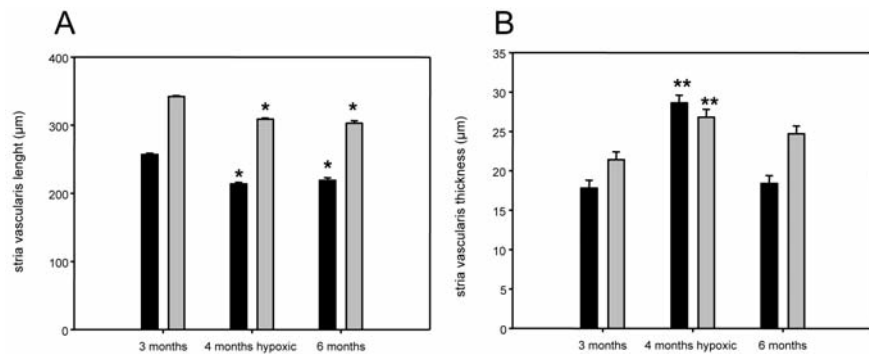 A
400
300
200
100
0
stria vascularis lenght (µm)
*
*
*
*
3 months
4 months hypoxic
6 months
B
35
30
25
20
15
10
5
0
stria vascularis thickness (µm)
**
**
3 months
4 months hypoxic
6 months